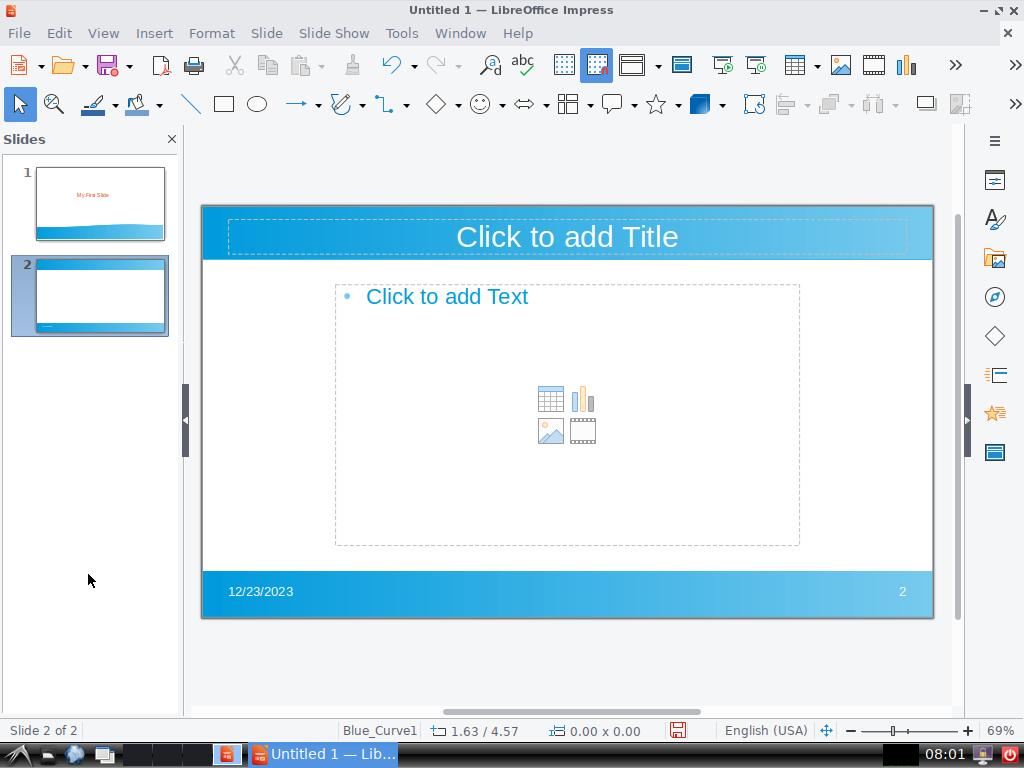 Untitled 1 — LibreOffice Impress
File Edit View Insert Format Slide Slide Show Tools Window Help
abc
Slides
1
My First Slide
2
Click to add Title
• Click to add Text
12/23/2023
2
Slide 2 of 2
Blue_Curve1
1.63 / 4.57
0.00 x 0.00
English (USA)
69%
Untitled 1 — Lib...
08:01